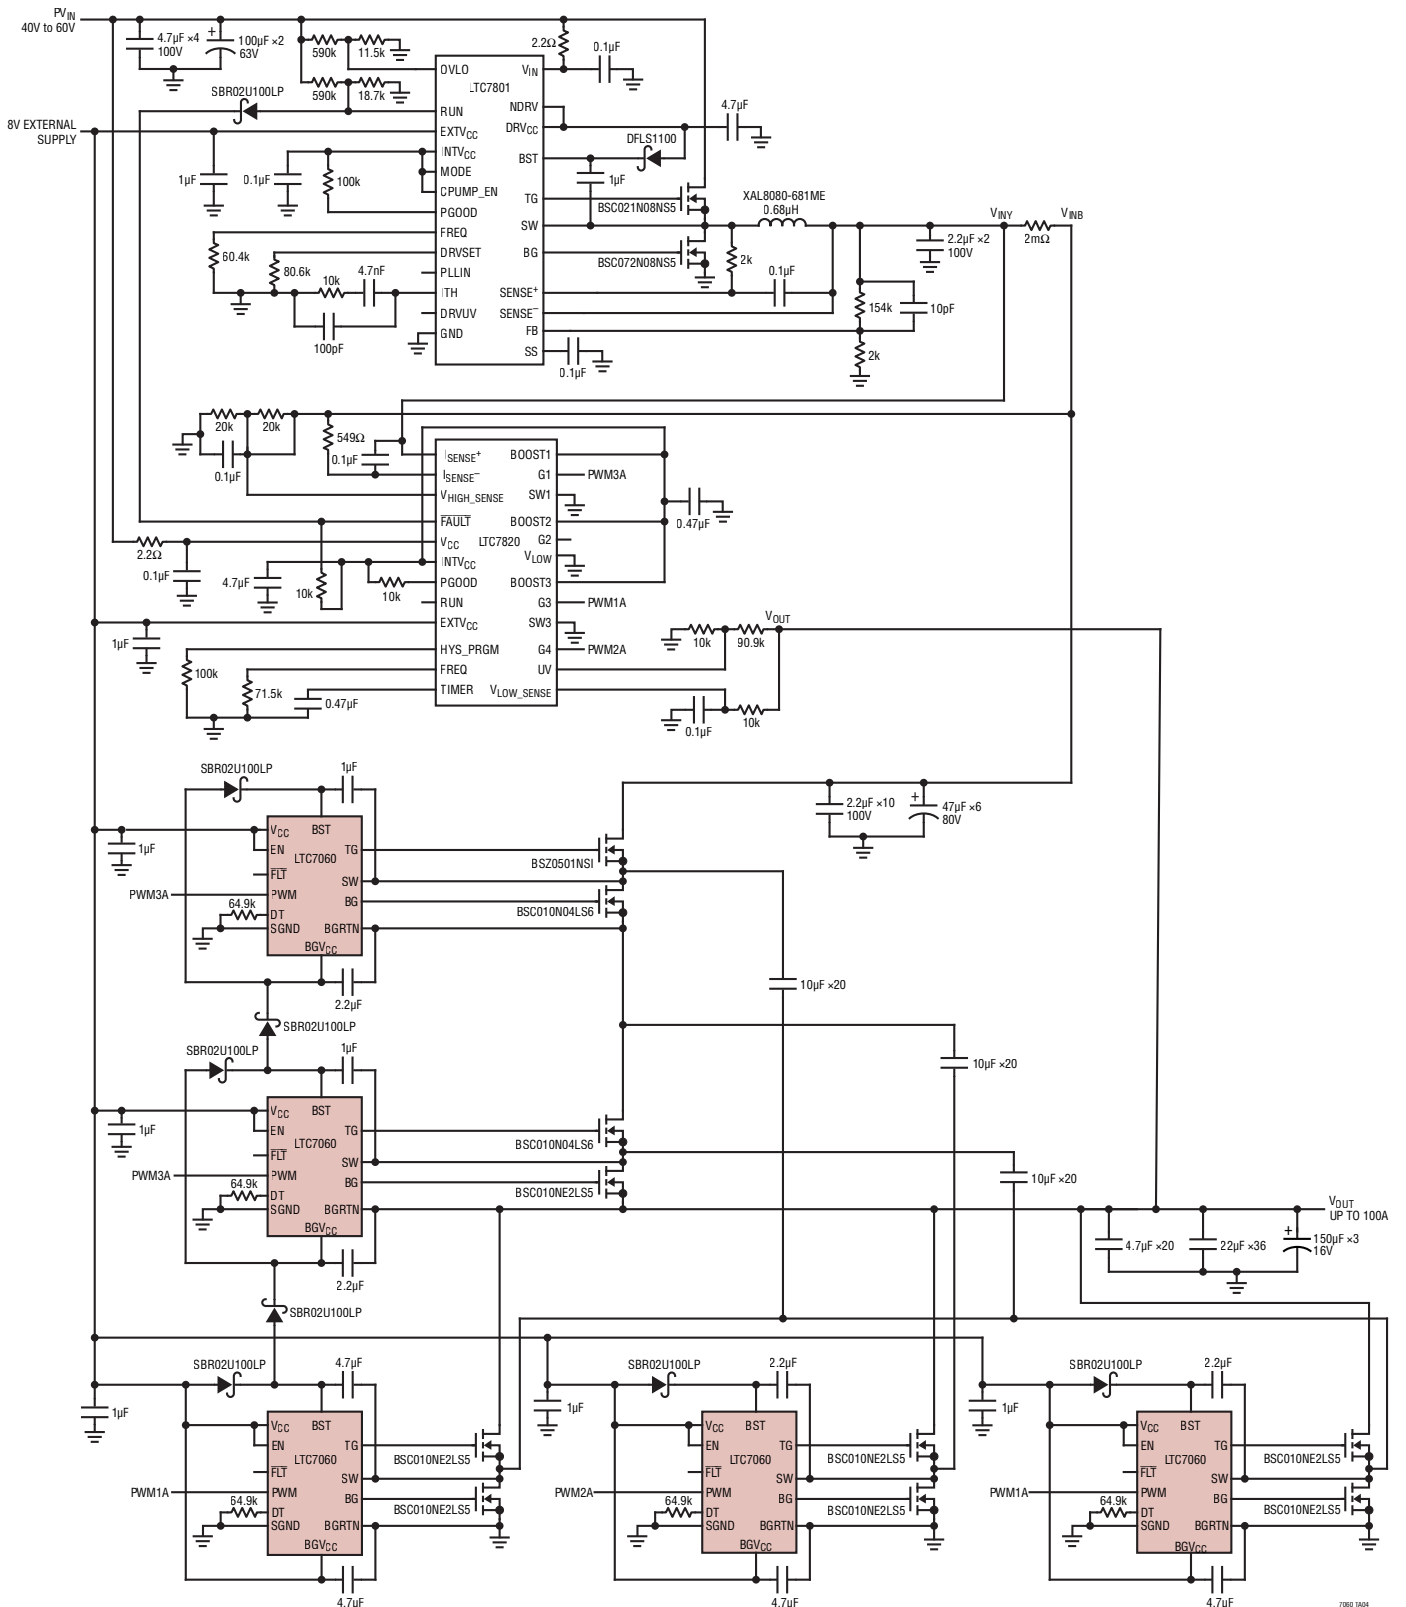 PVIN
40V to 60V
4.7µF ×4
100V
+
100µF ×2
63V
590k
11.5k
590k
18.7k
2.2Ω
0.1µF
SBR02U100LP
8V EXTERNAL
SUPPLY
1µF
0.1µF
100k
60.4k
80.6k
10k
4.7nF
100pF
OVLO
RUN
EXTVCC
INTVCC
MODE
CPUMP_EN
PGOOD
FREQ
DRVSET
PLLIN
ITH
DRVUV
GND
LTC7801
VIN
NDRV
DRVCC
BST
TG
SW
BG
SENSE+
SENSE–
FB
SS
4.7µF
DFLS1100
1µF
BSC021N08NS5
BSC072N08NS5
XAL8080-681ME
0.68µH
2k
0.1µF
154k
10pF
2k
0.1µF
2.2µF ×2
100V
VINY
2mΩ
VINB
20k
20k
0.1µF
549Ω
0.1µF
2.2Ω
0.1µF
4.7µF
10k
10k
1µF
100k
71.5k
0.47µF
ISENSE+
ISENSE–
VHIGH_SENSE
FAULT
VCC
INTVCC
PGOOD
RUN
EXTVCC
HYS_PRGM
FREQ
TIMER
LTC7820
BOOST1
G1
SW1
BOOST2
G2
VLOW
BOOST3
G3
SW3
G4
UV
VLOW_SENSE
PWM3A
0.47µF
PWM1A
PWM2A
10k
90.9k
VOUT
0.1µF
10k
SBR02U100LP
1µF
1µF
VCC
EN
FLT
PWM
DT
SGND
BST
LTC7060
TG
SW
BG
BGRTN
BGVCC
PWM3A
64.9k
2.2µF
BSZ0501NSI
BSC010N04LS6
2.2µF ×10
100V
+
47µF ×6
80V
10µF ×20
10µF ×20
10µF ×20
SBR02U100LP
SBR02U100LP
1µF
1µF
VCC
EN
FLT
PWM
DT
SGND
BST
LTC7060
TG
SW
BG
BGRTN
BGVCC
PWM3A
64.9k
2.2µF
BSC010N04LS6
BSC010NE2LS5
VOUT
UP TO 100A
4.7µF ×20
22µF ×36
+
150µF ×3
16V
SBR02U100LP
SBR02U100LP
4.7µF
1µF
VCC
EN
FLT
PWM
DT
SGND
BST
LTC7060
TG
SW
BG
BGRTN
BGVCC
PWM1A
64.9k
4.7µF
BSC010NE2LS5
BSC010NE2LS5
SBR02U100LP
2.2µF
1µF
VCC
EN
FLT
PWM
DT
SGND
BST
LTC7060
TG
SW
BG
BGRTN
BGVCC
PWM2A
64.9k
4.7µF
BSC010NE2LS5
BSC010NE2LS5
SBR02U100LP
2.2µF
1µF
VCC
EN
FLT
PWM
DT
SGND
BST
LTC7060
TG
SW
BG
BGRTN
BGVCC
PWM1A
64.9k
4.7µF
BSC010NE2LS5
BSC010NE2LS5
7060 TA04